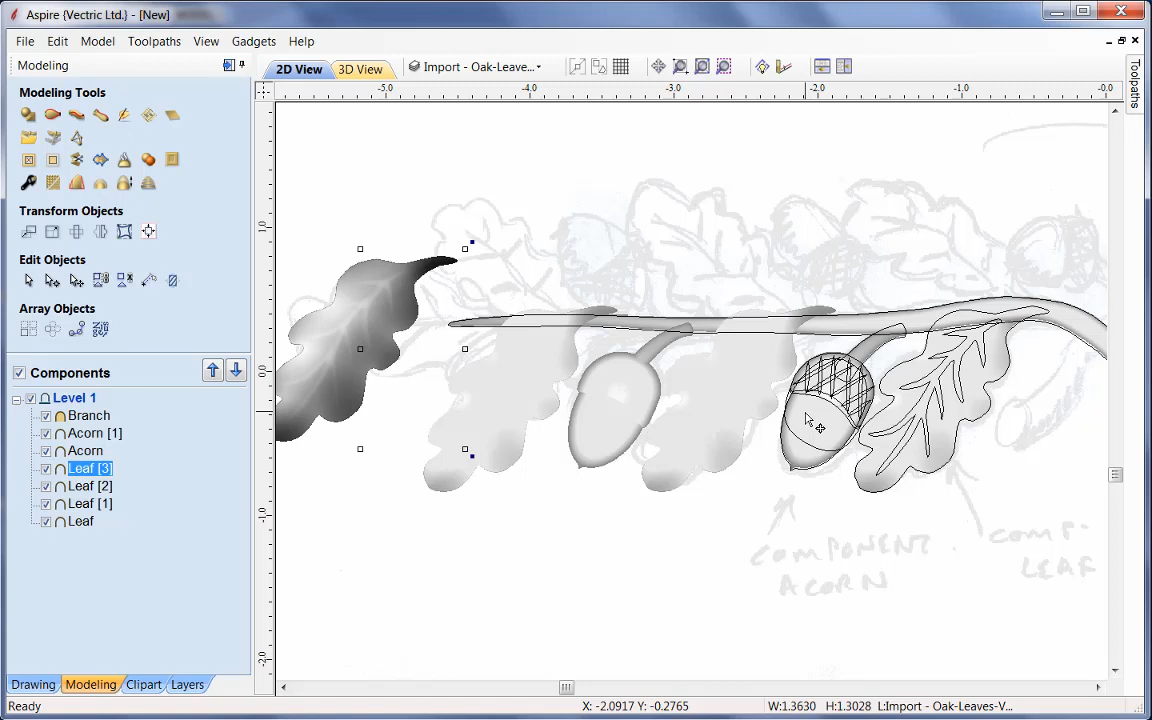 Aspire {Vectric Ltd.} - [New]
File Edit Model Toolpaths View Gadgets Help
Modeling
2D View 3D View Import - Oak-Leave...
-5.0 -4.0 -3.0 -2.0 -1.0 -0.0
Toolpaths
Modeling Tools
Transform Objects
Edit Objects
Array Objects
Components
Level 1
Branch
Acorn [1]
Acorn
Leaf [3]
Leaf [2]
Leaf [1]
Leaf
1.0
0.0
-1.0
-2.0
COMPONENT
ACORN
COMP-
LEAF
Drawing Modeling Clipart Layers
Ready X: -2.0917 Y: -0.2765 W:1.3630 H:1.3028 L:Import - Oak-Leaves-V...